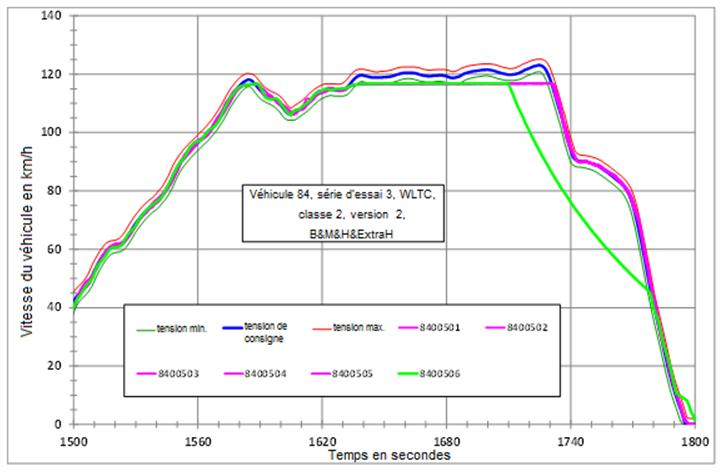 140
120
100
80
60
40
20
0
Vitesse du véhicule en km/h
Véhicule 84, série d'essai 3, WLTC,
classe 2, version 2,
B&M&H&ExtraH
tension min.
tension de
consigne
tension max.
8400501
8400502
8400503
8400504
8400505
8400506
1500
1560
1620
1680
1740
1800
Temps en secondes